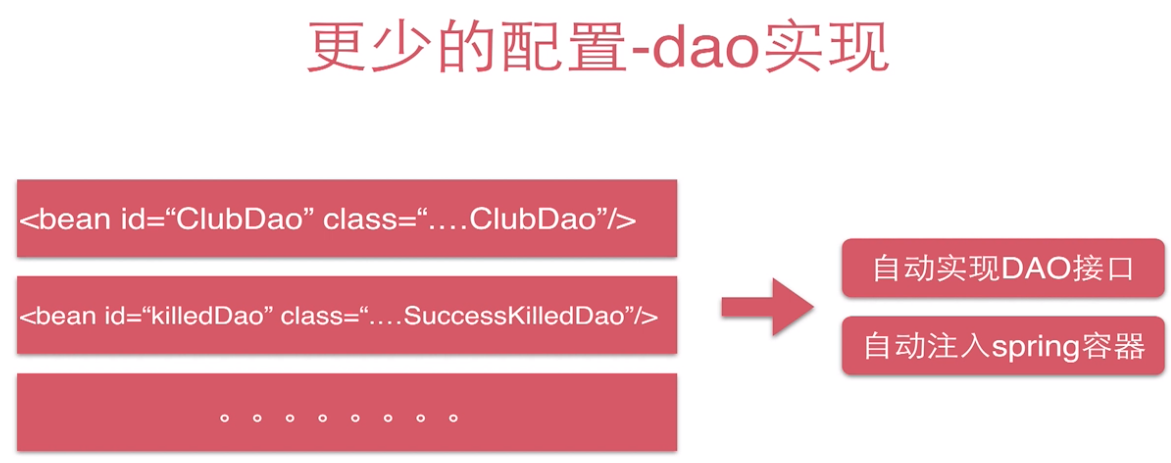 更少的配置-dao实现
<bean id=“ClubDao” class=“....ClubDao”/>
<bean id=“killedDao” class=“....SuccessKilledDao”/>
。。。。。。。。
自动实现DAO接口
自动注入spring容器